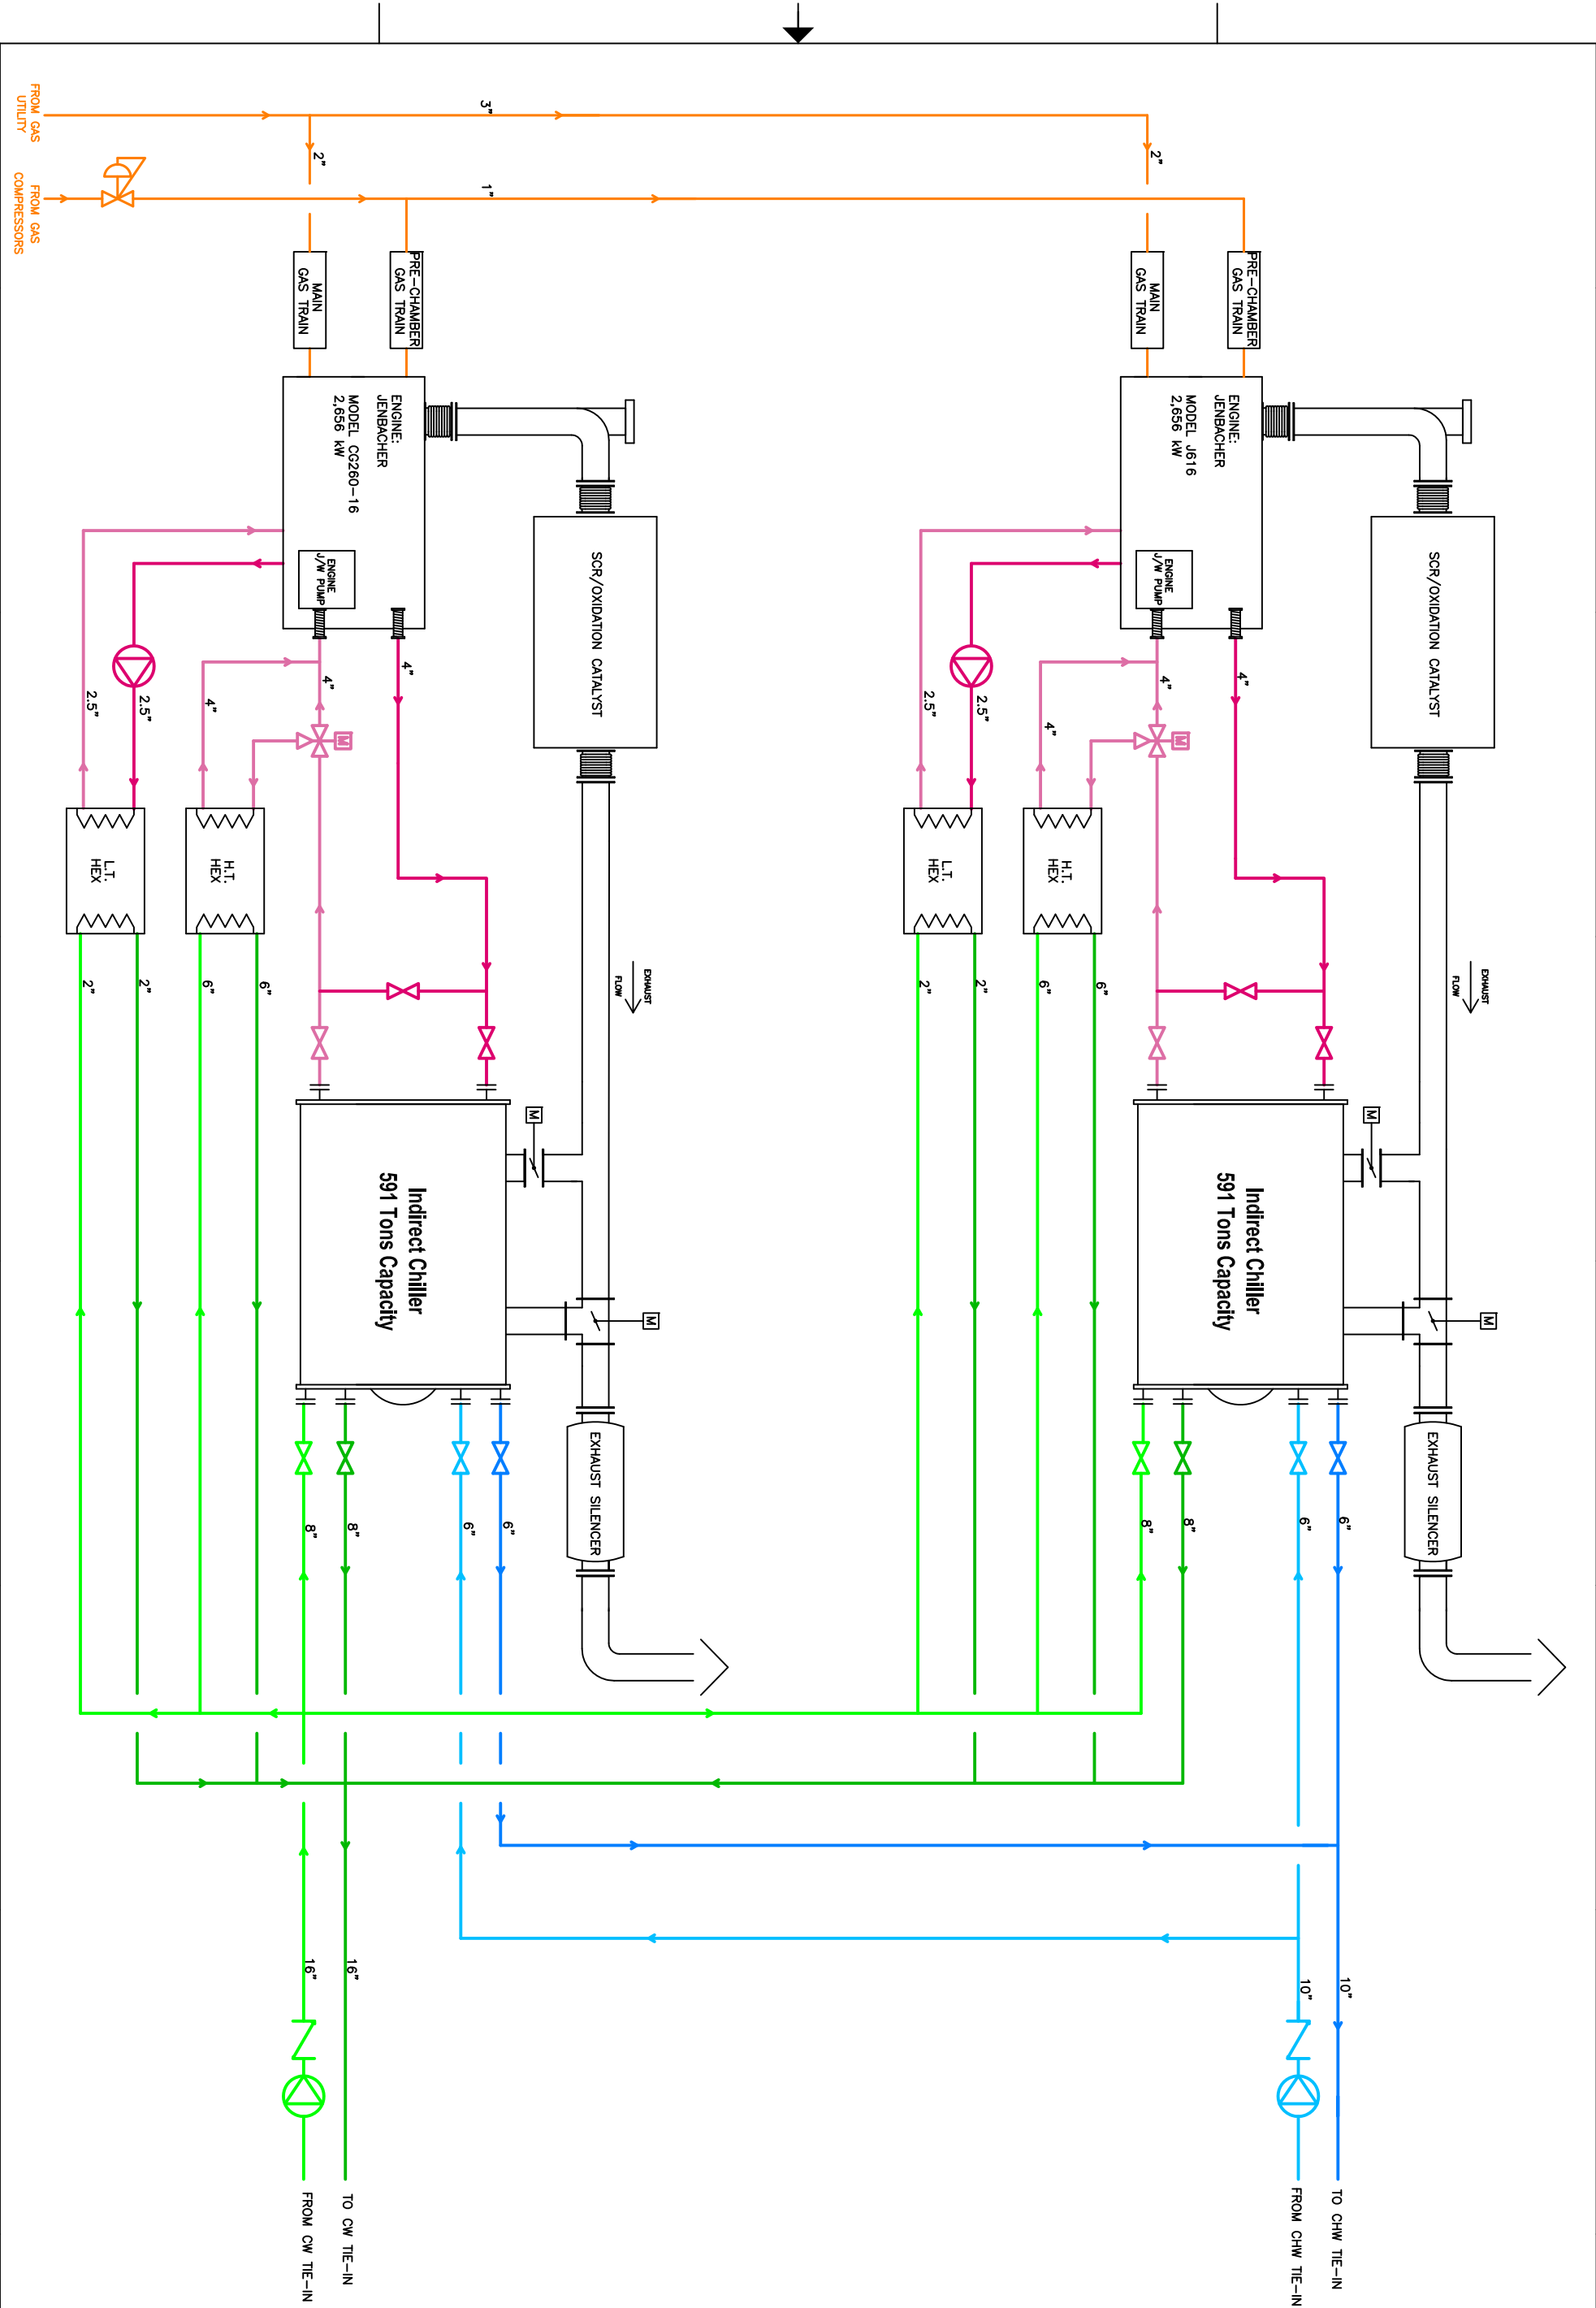 FROM GAS
UTILITY
FROM GAS
COMPRESSORS
3"
2"
2"
1"
PRE-CHAMBER
GAS TRAIN
MAIN
GAS TRAIN
ENGINE:
JENBACHER
MODEL J616
2,656 kW
ENGINE
J/W PUMP
SCR/OXIDATION CATALYST
4"
4"
4"
2.5"
2.5"
H.T.
HEX
L.T.
HEX
EXHAUST
FLOW
6"
6"
2"
2"
M
M
M
Indirect Chiller
591 Tons Capacity
EXHAUST SILENCER
6"
6"
8"
8"
10"
10"
TO CHW TIE-IN
FROM CHW TIE-IN
PRE-CHAMBER
GAS TRAIN
MAIN
GAS TRAIN
ENGINE:
JENBACHER
MODEL CG260-16
2,656 kW
ENGINE
J/W PUMP
SCR/OXIDATION CATALYST
4"
4"
4"
2.5"
2.5"
H.T.
HEX
L.T.
HEX
EXHAUST
FLOW
6"
6"
2"
2"
M
M
M
Indirect Chiller
591 Tons Capacity
EXHAUST SILENCER
6"
6"
8"
8"
16"
16"
TO CW TIE-IN
FROM CW TIE-IN